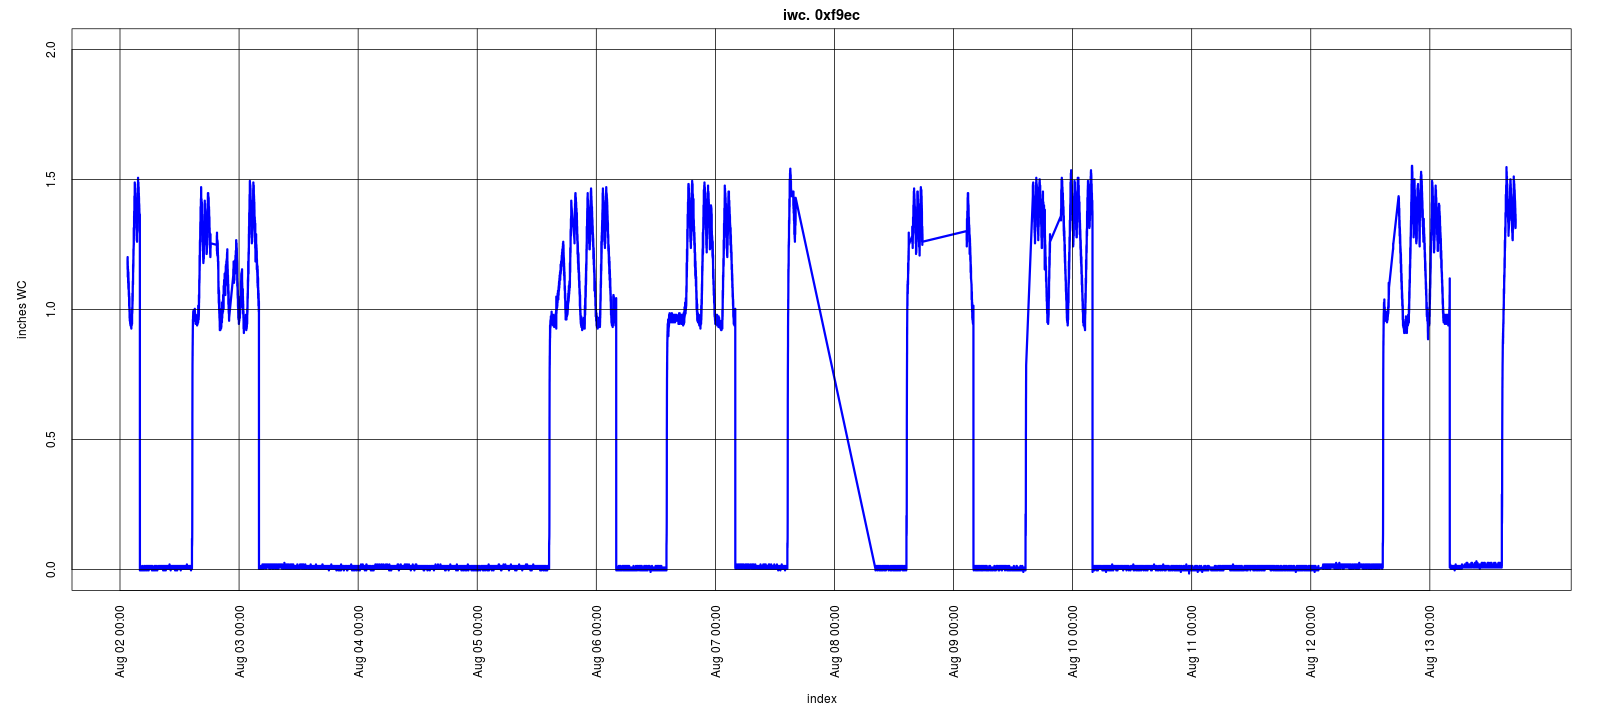 iwc. 0xf9ec
2.0
1.5
1.0
0.5
0.0
inches WC
Aug 02 00:00
Aug 03 00:00
Aug 04 00:00
Aug 05 00:00
Aug 06 00:00
Aug 07 00:00
Aug 08 00:00
Aug 09 00:00
Aug 10 00:00
Aug 11 00:00
Aug 12 00:00
Aug 13 00:00
index